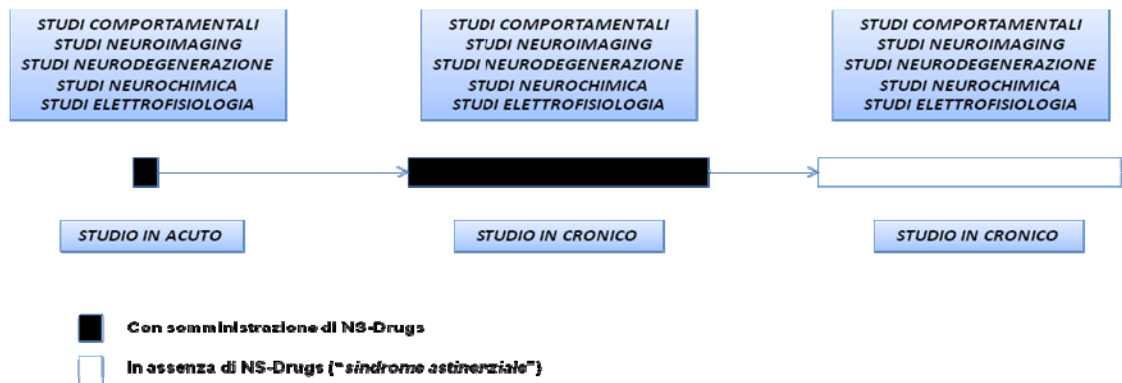 STUDI COMPORTAMENTALI
STUDI NEUROIMAGING
STUDI NEURODEGENERAZIONE
STUDI NEUROCHIMICA
STUDI ELETTROFISIOLOGIA
STUDI COMPORTAMENTALI
STUDI NEUROIMAGING
STUDI NEURODEGENERAZIONE
STUDI NEUROCHIMICA
STUDI ELETTROFISIOLOGIA
STUDI COMPORTAMENTALI
STUDI NEUROIMAGING
STUDI NEURODEGENERAZIONE
STUDI NEUROCHIMICA
STUDI ELETTROFISIOLOGIA
STUDIO IN ACUTO
STUDIO IN CRONICO
STUDIO IN CRONICO
Con somministrazione di NS-Drugs
In assenza di NS-Drugs ("sindrome astinenziale")